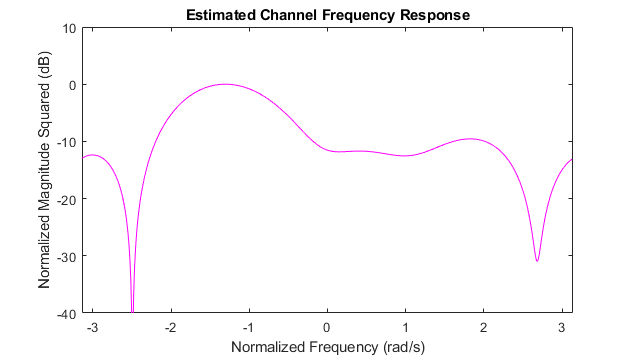 Estimated Channel Frequency Response
Normalized Magnitude Squared (dB)
10
0
-10
-20
-30
-40
-3 -2 -1 0 1 2 3
Normalized Frequency (rad/s)